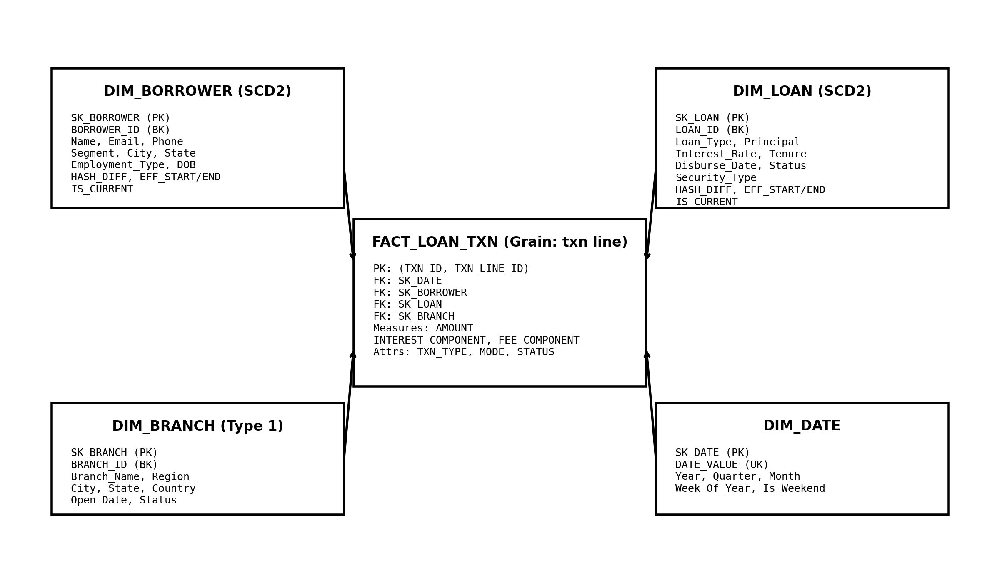 DIM_BORROWER (SCD2)
SK_BORROWER (PK)
BORROWER_ID (BK)
Name, Email, Phone
Segment, City, State
Employment_Type, DOB
HASH_DIFF, EFF_START/END
IS_CURRENT
DIM_LOAN (SCD2)
SK_LOAN (PK)
LOAN_ID (BK)
Loan_Type, Principal
Interest_Rate, Tenure
Disburse_Date, Status
Security_Type
HASH_DIFF, EFF_START/END
IS_CURRENT
FACT_LOAN_TXN (Grain: txn line)
PK: (TXN_ID, TXN_LINE_ID)
FK: SK_DATE
FK: SK_BORROWER
FK: SK_LOAN
FK: SK_BRANCH
Measures: AMOUNT
INTEREST_COMPONENT, FEE_COMPONENT
Attrs: TXN_TYPE, MODE, STATUS
DIM_BRANCH (Type 1)
SK_BRANCH (PK)
BRANCH_ID (BK)
Branch_Name, Region
City, State, Country
Open_Date, Status
DIM_DATE
SK_DATE (PK)
DATE_VALUE (UK)
Year, Quarter, Month
Week_Of_Year, Is_Weekend